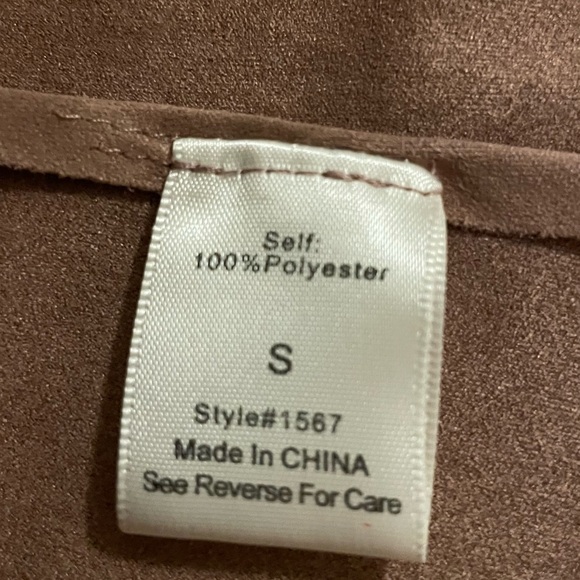 Self:
100%Polyester
S
Style#1567
Made In CHINA
See Reverse For Care